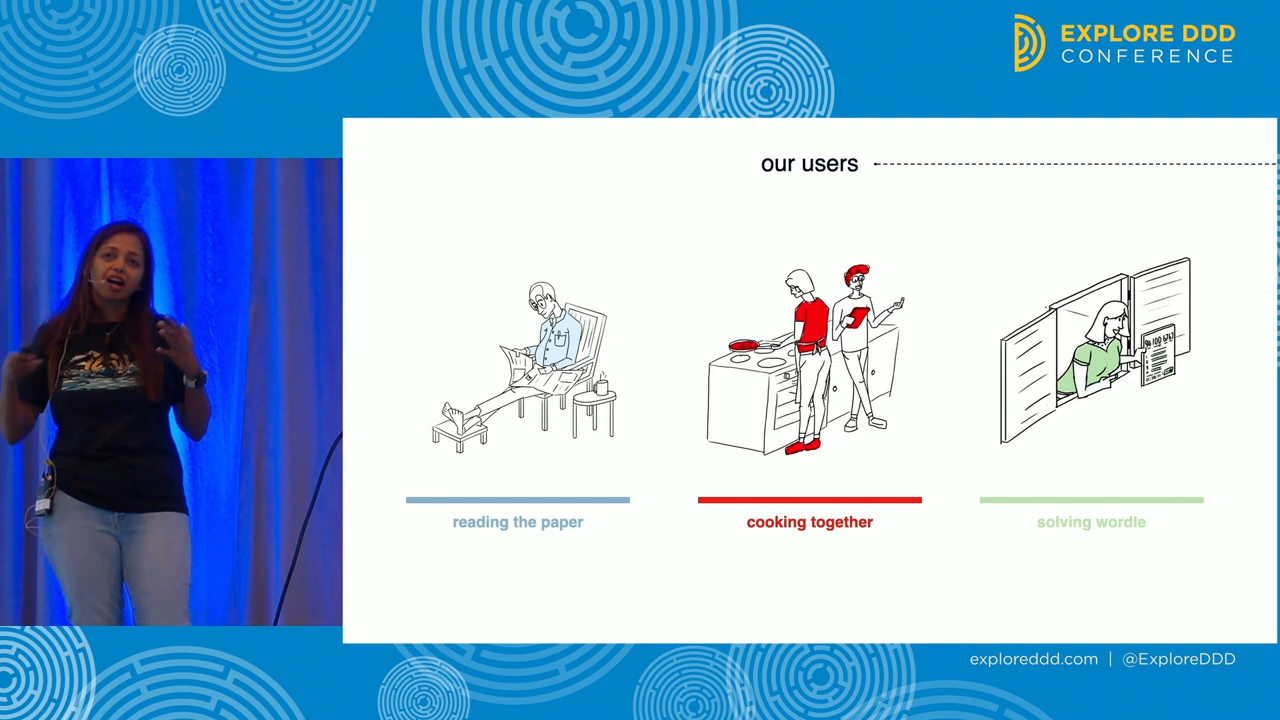 EXPLORE DDD
CONFERENCE
our users
reading the paper
cooking together
solving wordle
exploreddd.com | @ExploreDDD